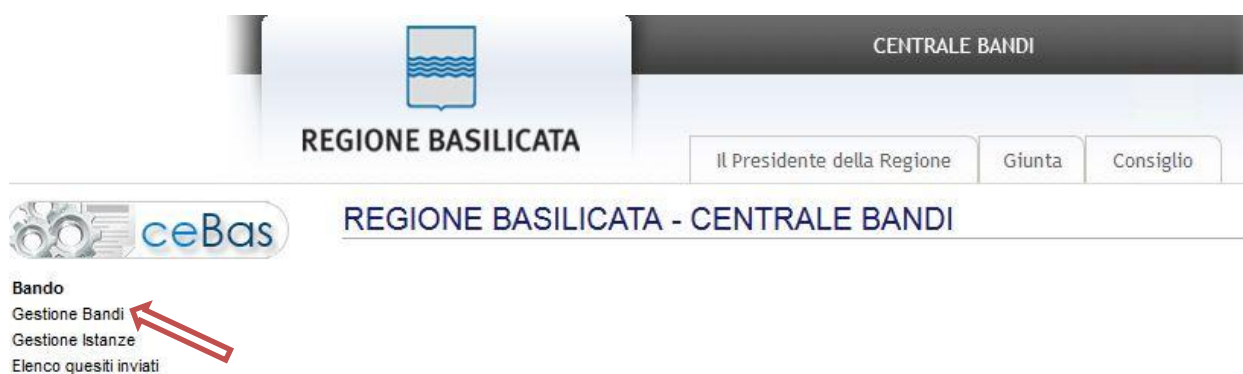 CENTRALE BANDI
REGIONE BASILICATA
Il Presidente della Regione
Giunta
Consiglio
ceBas
REGIONE BASILICATA - CENTRALE BANDI
Bando
Gestione Bandi
Gestione Istanze
Elenco quesiti inviati